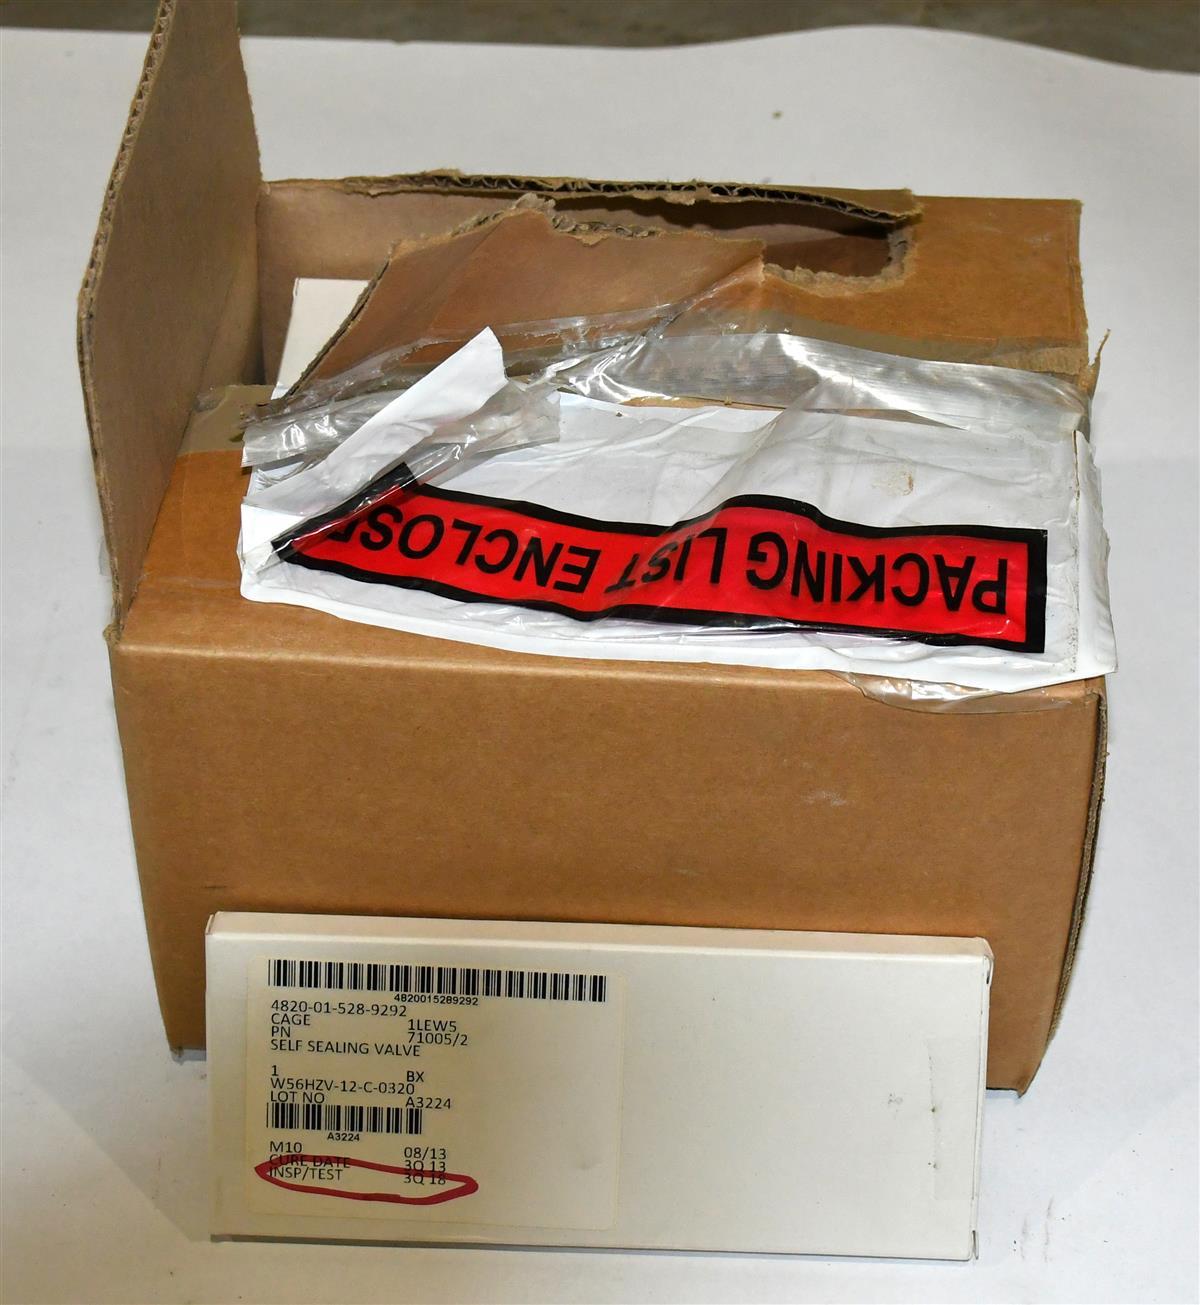 PACKING LIST ENCLOSE
4820015289292
4820-01-528-9292
CAGE 1LEW5
PN 71005/2
SELF SEALING VALVE
1 BX
W56HZV-12-C-0320
LOT NO A3224
A3224
M10 08/13
CURE DATE 3Q 13
INSP/TEST 3Q 18